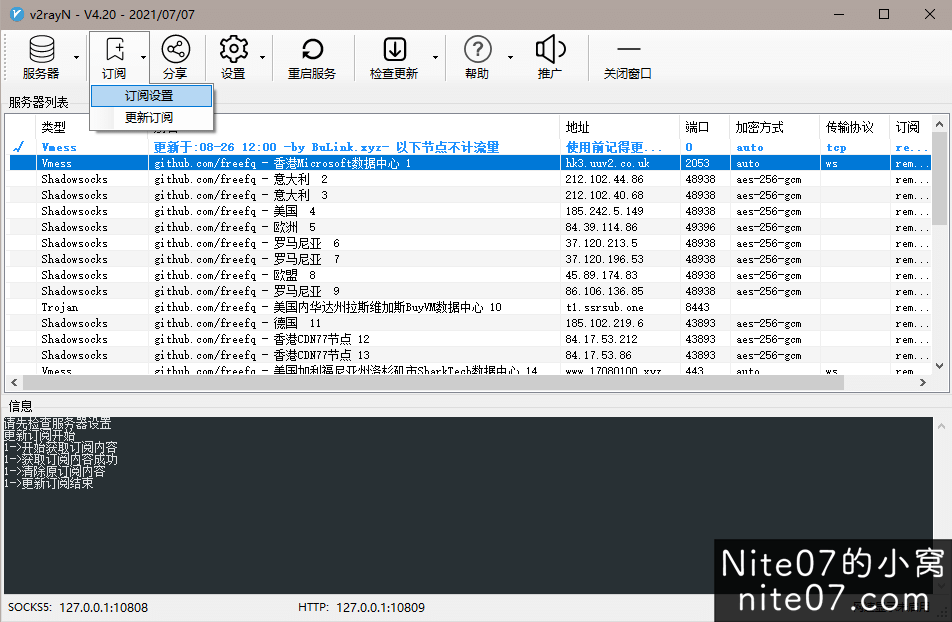 v2rayN - V4.20 - 2021/07/07
服务器 订阅 分享 设置 重启服务 检查更新 帮助 推广 关闭窗口
订阅设置
更新订阅
服务器列表
类型 地址 端口 加密方式 传输协议 订阅
Vmess 更新于:08-26 12:00 -by BuLink.xyz- 以下节点不计流量 使用前记得更... 0 auto tcp re...
Vmess github.com/freefq - 香港Microsoft数据中心 1 hk3.uuv2.co.uk 2053 auto ws rem...
Shadowsocks github.com/freefq - 意大利 2 212.102.44.86 48938 aes-256-gcm rem...
Shadowsocks github.com/freefq - 意大利 3 212.102.40.68 48938 aes-256-gcm rem...
Shadowsocks github.com/freefq - 美国 4 185.242.5.149 48938 aes-256-gcm rem...
Shadowsocks github.com/freefq - 欧洲 5 84.39.114.86 49396 aes-256-gcm rem...
Shadowsocks github.com/freefq - 罗马尼亚 6 37.120.213.5 48938 aes-256-gcm rem...
Shadowsocks github.com/freefq - 罗马尼亚 7 37.120.196.53 48938 aes-256-gcm rem...
Shadowsocks github.com/freefq - 欧盟 8 45.89.174.83 48938 aes-256-gcm rem...
Shadowsocks github.com/freefq - 罗马尼亚 9 86.106.136.85 48938 aes-256-gcm rem...
Trojan github.com/freefq - 美国内华达州拉斯维加斯BuyVM数据中心 10 t1.ssrsub.one 8443 rem...
Shadowsocks github.com/freefq - 德国 11 185.102.219.6 43893 aes-256-gcm rem...
Shadowsocks github.com/freefq - 香港CDN77节点 12 84.17.53.212 43893 aes-256-gcm rem...
Shadowsocks github.com/freefq - 香港CDN77节点 13 84.17.53.86 43893 aes-256-gcm rem...
Vmess github.com/freefq - 美国加利福尼亚州洛杉矶市SharkTech数据中心 14 www.17080100.xyz 443 auto ws rem
信息
请先检查服务器设置
更新订阅开始
1->开始获取订阅内容
1->获取订阅内容成功
1->清除原订阅内容
1->更新订阅结束
SOCKS5: 127.0.0.1:10808 HTTP: 127.0.0.1:10809
Nite07的小窝
nite07.com